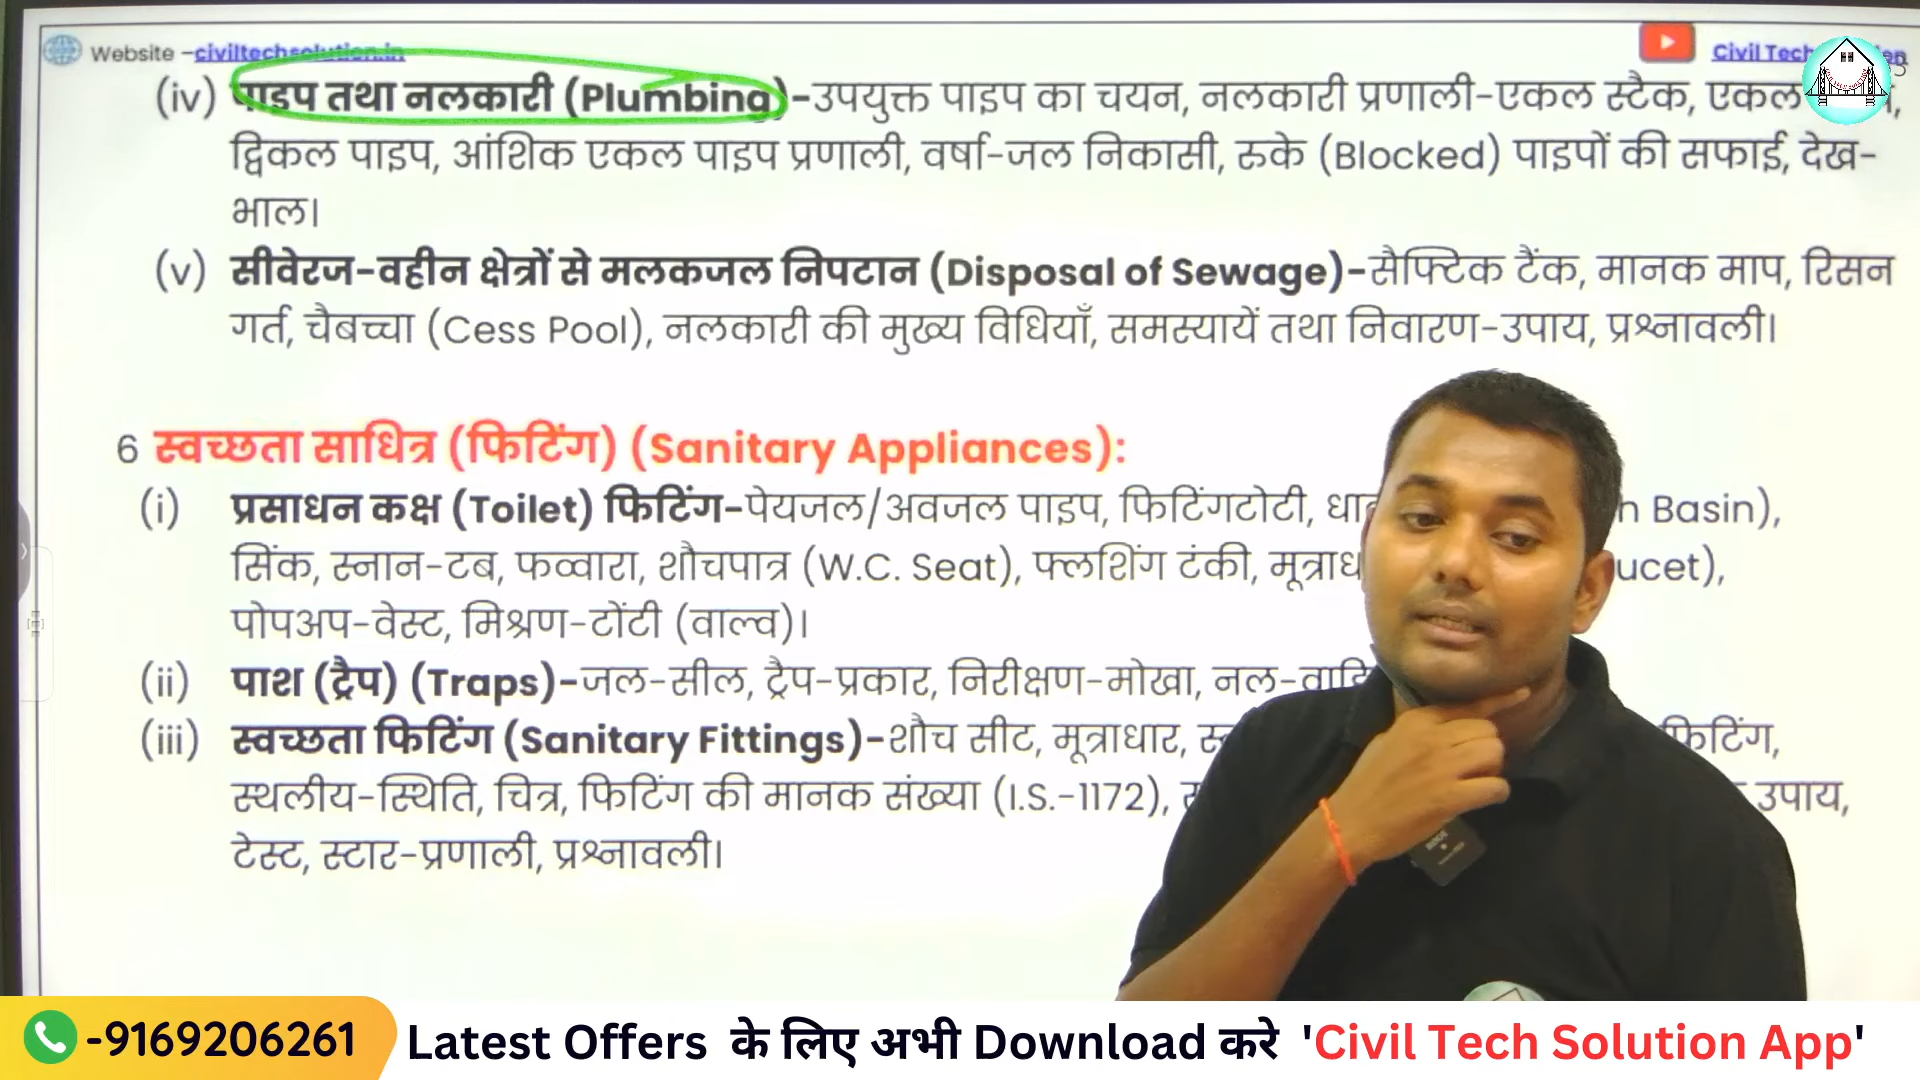 Website –civiltechsolution.in
Civil Tech
(iv) पाइप तथा नलकारी (Plumbing)–उपयुक्त पाइप का चयन, नलकारी प्रणाली–एकल स्टैक, एकल
द्विकल पाइप, आंशिक एकल पाइप प्रणाली, वर्षा–जल निकासी, रुके (Blocked) पाइपों की सफाई, देख–
भाल।
(v) सीवेरज–वहीन क्षेत्रों से मलकजल निपटान (Disposal of Sewage)–सैफ्टिक टैंक, मानक माप, रिसन
गर्त, चैबच्चा (Cess Pool), नलकारी की मुख्य विधियाँ, समस्यायें तथा निवारण–उपाय, प्रश्नावली।
6 स्वच्छता साधित्र (फिटिंग) (Sanitary Appliances):
(i) प्रसाधन कक्ष (Toilet) फिटिंग–पेयजल/अवजल पाइप, फिटिंगटोटी, Basin),
सिंक, स्नान–टब, फव्वारा, शौचपात्र (W.C. Seat), फ्लशिंग टंकी,
पोपअप–वेस्ट, मिश्रण–टोंटी (वाल्व)।
(ii) पाश (ट्रैप) (Traps)–जल–सील, ट्रैप–प्रकार, निरीक्षण–मोखा,
(iii) स्वच्छता फिटिंग (Sanitary Fittings)–शौच सीट, मूत्राधार, फिटिंग,
स्थलीय–स्थिति, चित्र, फिटिंग की मानक संख्या (I.S.–1172), उपाय,
टेस्ट, स्टार–प्रणाली, प्रश्नावली।
-9169206261 Latest Offers के लिए अभी Download करे 'Civil Tech Solution App'